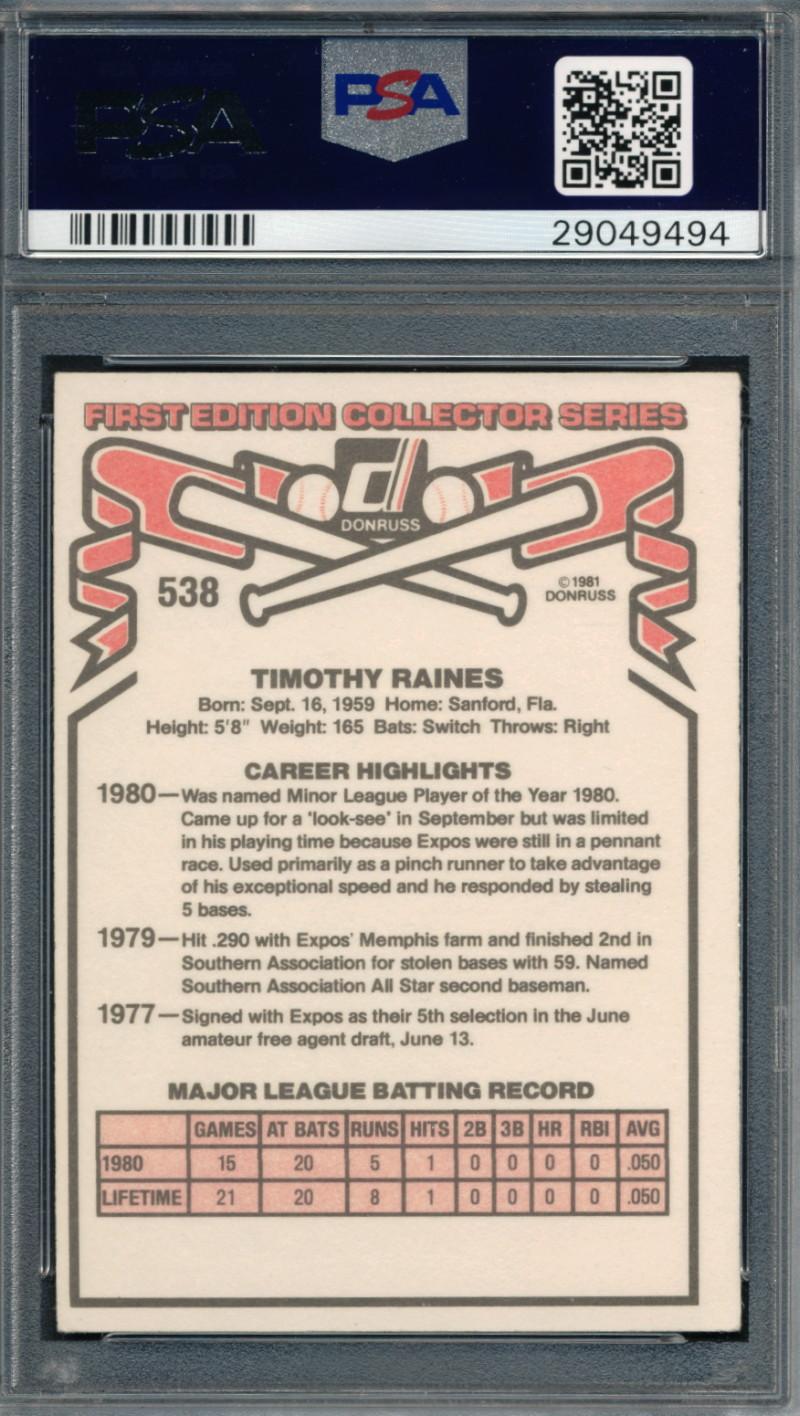 PSA
PSA
29049494
FIRST EDITION COLLECTOR SERIES
d
DONRUSS
538
©1981
DONRUSS
TIMOTHY RAINES
Born: Sept. 16, 1959 Home: Sanford, Fla.
Height: 5'8" Weight: 165 Bats: Switch Throws: Right
CAREER HIGHLIGHTS
1980—Was named Minor League Player of the Year 1980.
Came up for a 'look-see' in September but was limited
in his playing time because Expos were still in a pennant
race. Used primarily as a pinch runner to take advantage
of his exceptional speed and he responded by stealing
5 bases.
1979—Hit .290 with Expos' Memphis farm and finished 2nd in
Southern Association for stolen bases with 59. Named
Southern Association All Star second baseman.
1977—Signed with Expos as their 5th selection in the June
amateur free agent draft, June 13.
MAJOR LEAGUE BATTING RECORD
GAMES AT BATS RUNS HITS 2B 3B HR RBI AVG
1980 15 20 5 1 0 0 0 0 .050
LIFETIME 21 20 8 1 0 0 0 0 .050